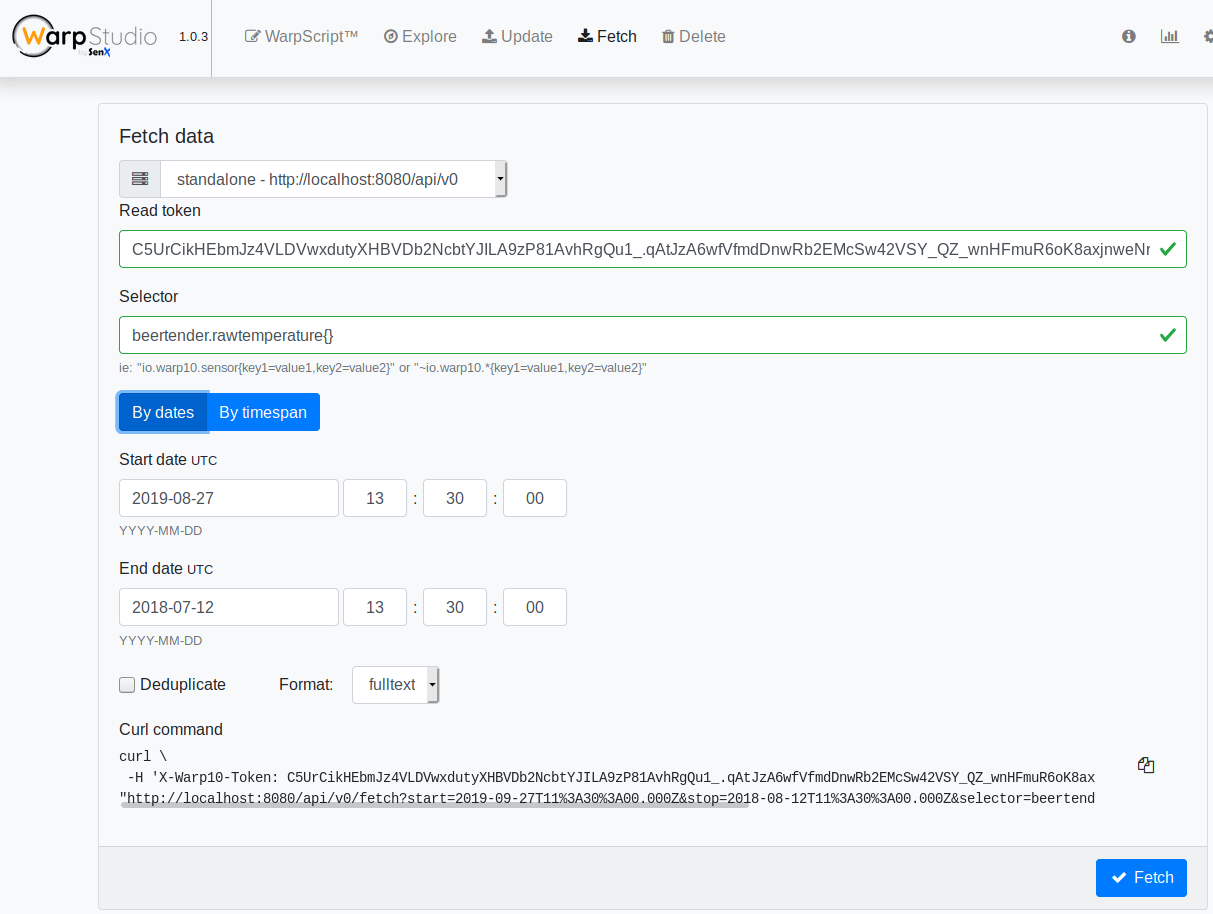 WarpStudio by SenX 1.0.3 WarpScript™ Explore Update Fetch Delete
Fetch data
standalone - http://localhost:8080/api/v0
Read token
C5UrCikHEbmJz4VLDVwxdutyXHBVDb2NcbtYJILA9zP81AvhRgQu1_.qAtJzA6wfVfmdDnwRb2EMcSw42VSY_QZ_wnHFmuR6oK8axjnweNr
Selector
beertender.rawtemperature{}
ie: "io.warp10.sensor{key1=value1,key2=value2}" or "~io.warp10.*{key1=value1,key2=value2}"
By dates By timespan
Start date UTC
2019-08-27 13 : 30 : 00
YYYY-MM-DD
End date UTC
2018-07-12 13 : 30 : 00
YYYY-MM-DD
Deduplicate Format: fulltext
Curl command
curl \
-H 'X-Warp10-Token: C5UrCikHEbmJz4VLDVwxdutyXHBVDb2NcbtYJILA9zP81AvhRgQu1_.qAtJzA6wfVfmdDnwRb2EMcSw42VSY_QZ_wnHFmuR6oK8ax
"http://localhost:8080/api/v0/fetch?start=2019-09-27T11%3A30%3A00.000Z&stop=2018-08-12T11%3A30%3A00.000Z&selector=beertend
Fetch